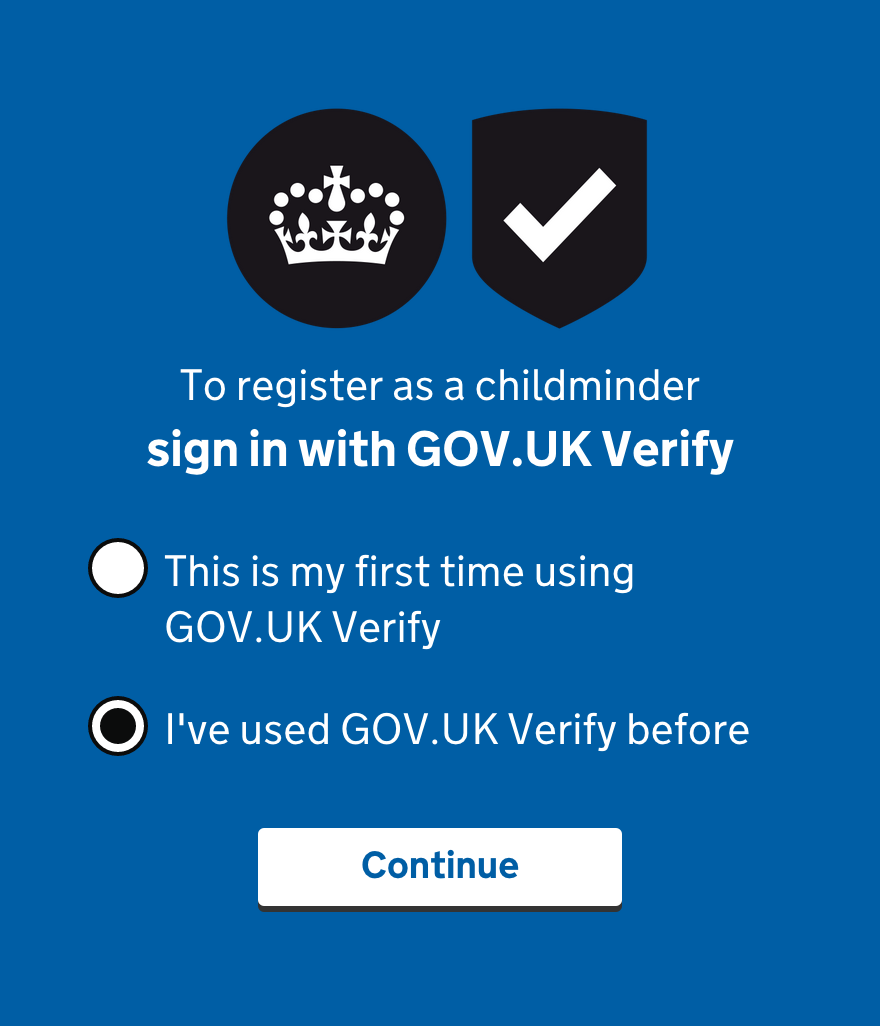 To register as a childminder
sign in with GOV.UK Verify
This is my first time using
GOV.UK Verify
I've used GOV.UK Verify before
Continue